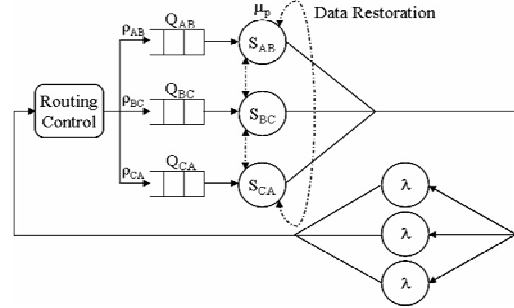 μp Data Restoration
ρAB QAB SAB
Routing Control
ρBC QBC SBC
ρCA QCA SCA
λ
λ
λ